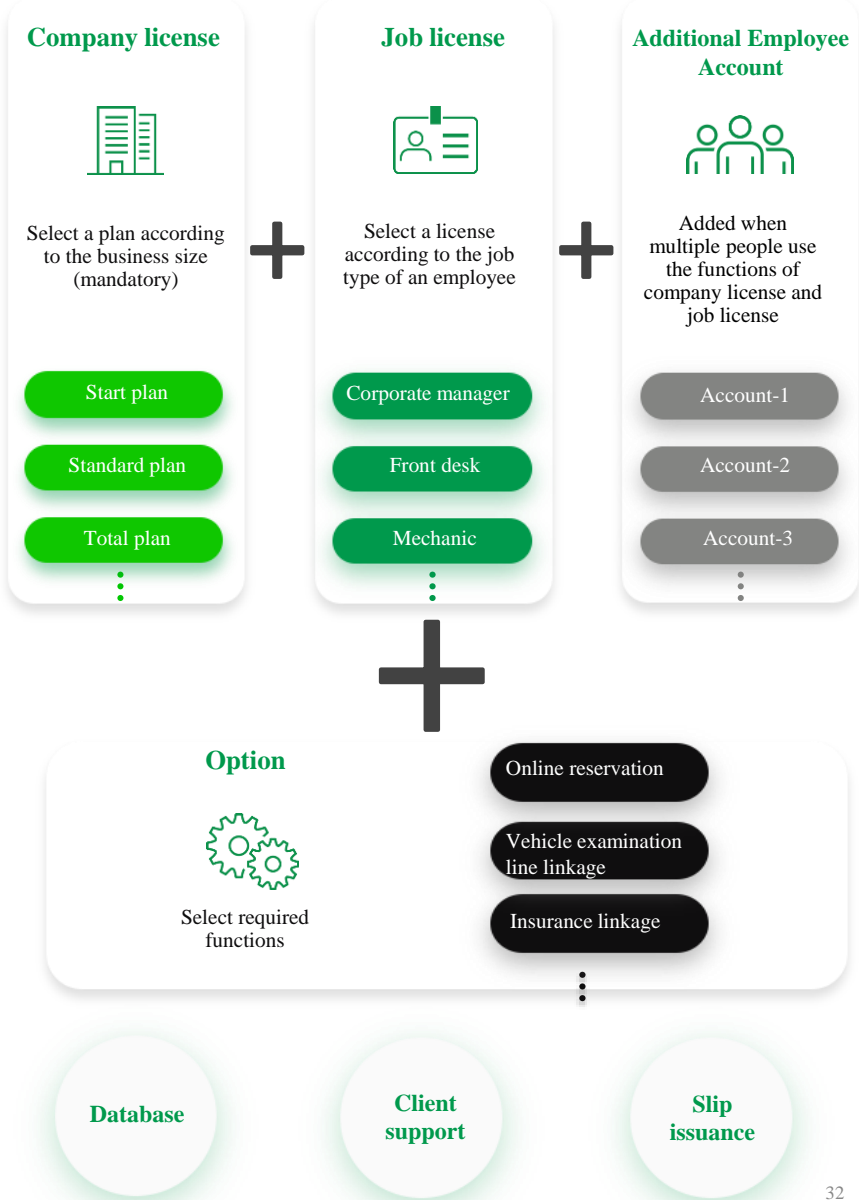 Company license
Select a plan according
to the business size
(mandatory)
Start plan
Standard plan
Total plan
Job license
Select a license
according to the job
type of an employee
Corporate manager
Front desk
Mechanic
Additional Employee
Account
Added when
multiple people use
the functions of
company license and
job license
Account-1
Account-2
Account-3
Option
Select required
functions
Online reservation
Vehicle examination
line linkage
Insurance linkage
Database
Client
support
Slip
issuance
32